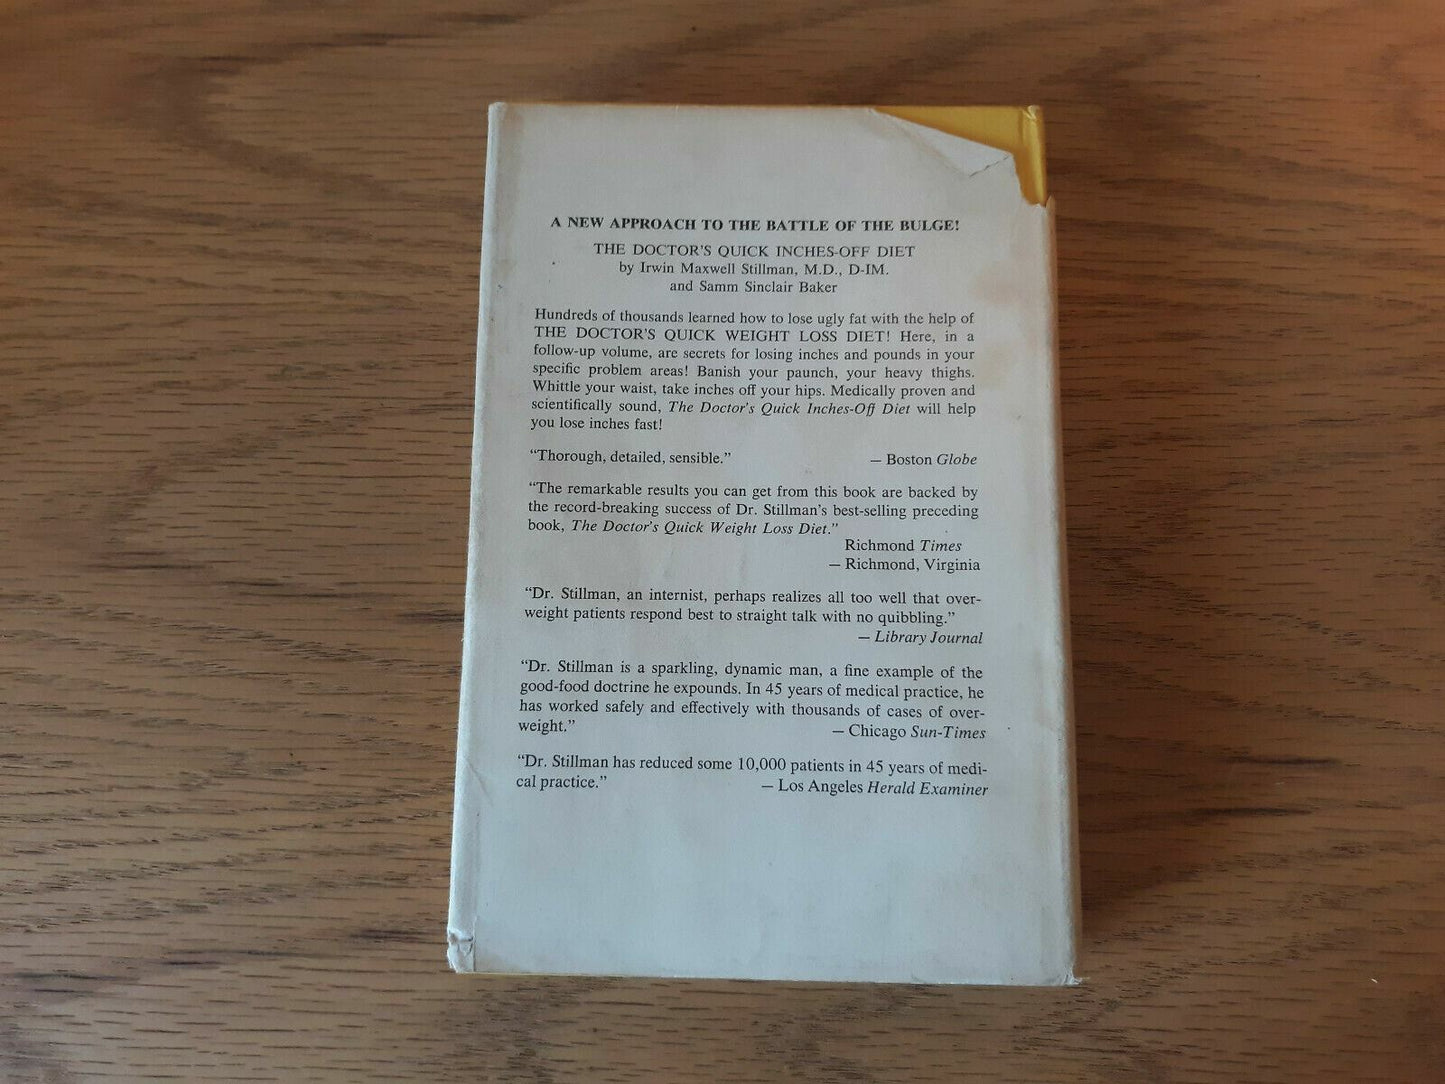 A NEW APPROACH TO THE BATTLE OF THE BULGE!
THE DOCTOR'S QUICK INCHES-OFF DIET
by Irwin Maxwell Stillman, M.D., D-IM.
and Samm Sinclair Baker
Hundreds of thousands learned how to lose ugly fat with the help of
THE DOCTOR'S QUICK WEIGHT LOSS DIET! Here, in a
follow-up volume, are secrets for losing inches and pounds in your
specific problem areas! Banish your paunch, your heavy thighs.
Whittle your waist, take inches off your hips. Medically proven and
scientifically sound, The Doctor's Quick Inches-Off Diet will help
you lose inches fast!
“Thorough, detailed, sensible.” — Boston Globe
“The remarkable results you can get from this book are backed by
the record-breaking success of Dr. Stillman's best-selling preceding
book, The Doctor's Quick Weight Loss Diet.”
Richmond Times
— Richmond, Virginia
“Dr. Stillman, an internist, perhaps realizes all too well that over-
weight patients respond best to straight talk with no quibbling.”
— Library Journal
“Dr. Stillman is a sparkling, dynamic man, a fine example of the
good-food doctrine he expounds. In 45 years of medical practice, he
has worked safely and effectively with thousands of cases of over-
weight.” — Chicago Sun-Times
“Dr. Stillman has reduced some 10,000 patients in 45 years of medi-
cal practice.” — Los Angeles Herald Examiner